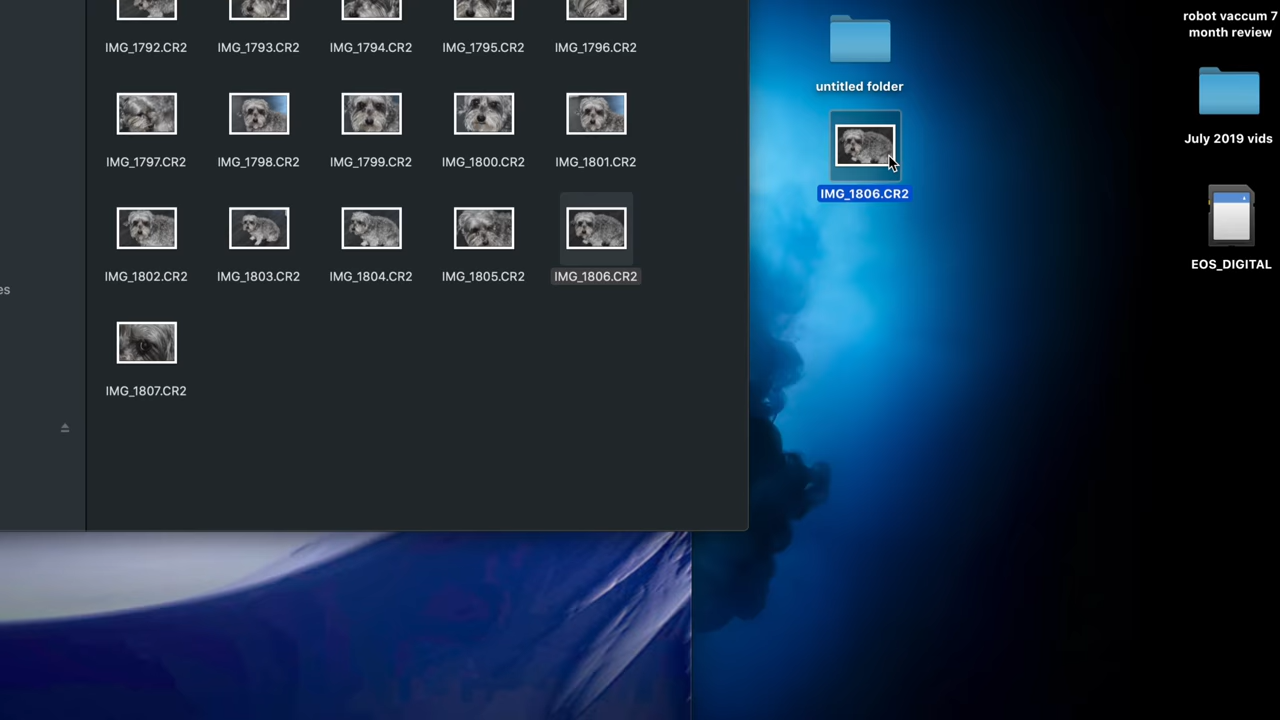 IMG_1792.CR2 IMG_1793.CR2 IMG_1794.CR2 IMG_1795.CR2 IMG_1796.CR2
IMG_1797.CR2 IMG_1798.CR2 IMG_1799.CR2 IMG_1800.CR2 IMG_1801.CR2
IMG_1802.CR2 IMG_1803.CR2 IMG_1804.CR2 IMG_1805.CR2 IMG_1806.CR2
IMG_1807.CR2
es
untitled folder
IMG_1806.CR2
robot vaccum 7
month review
July 2019 vids
EOS_DIGITAL